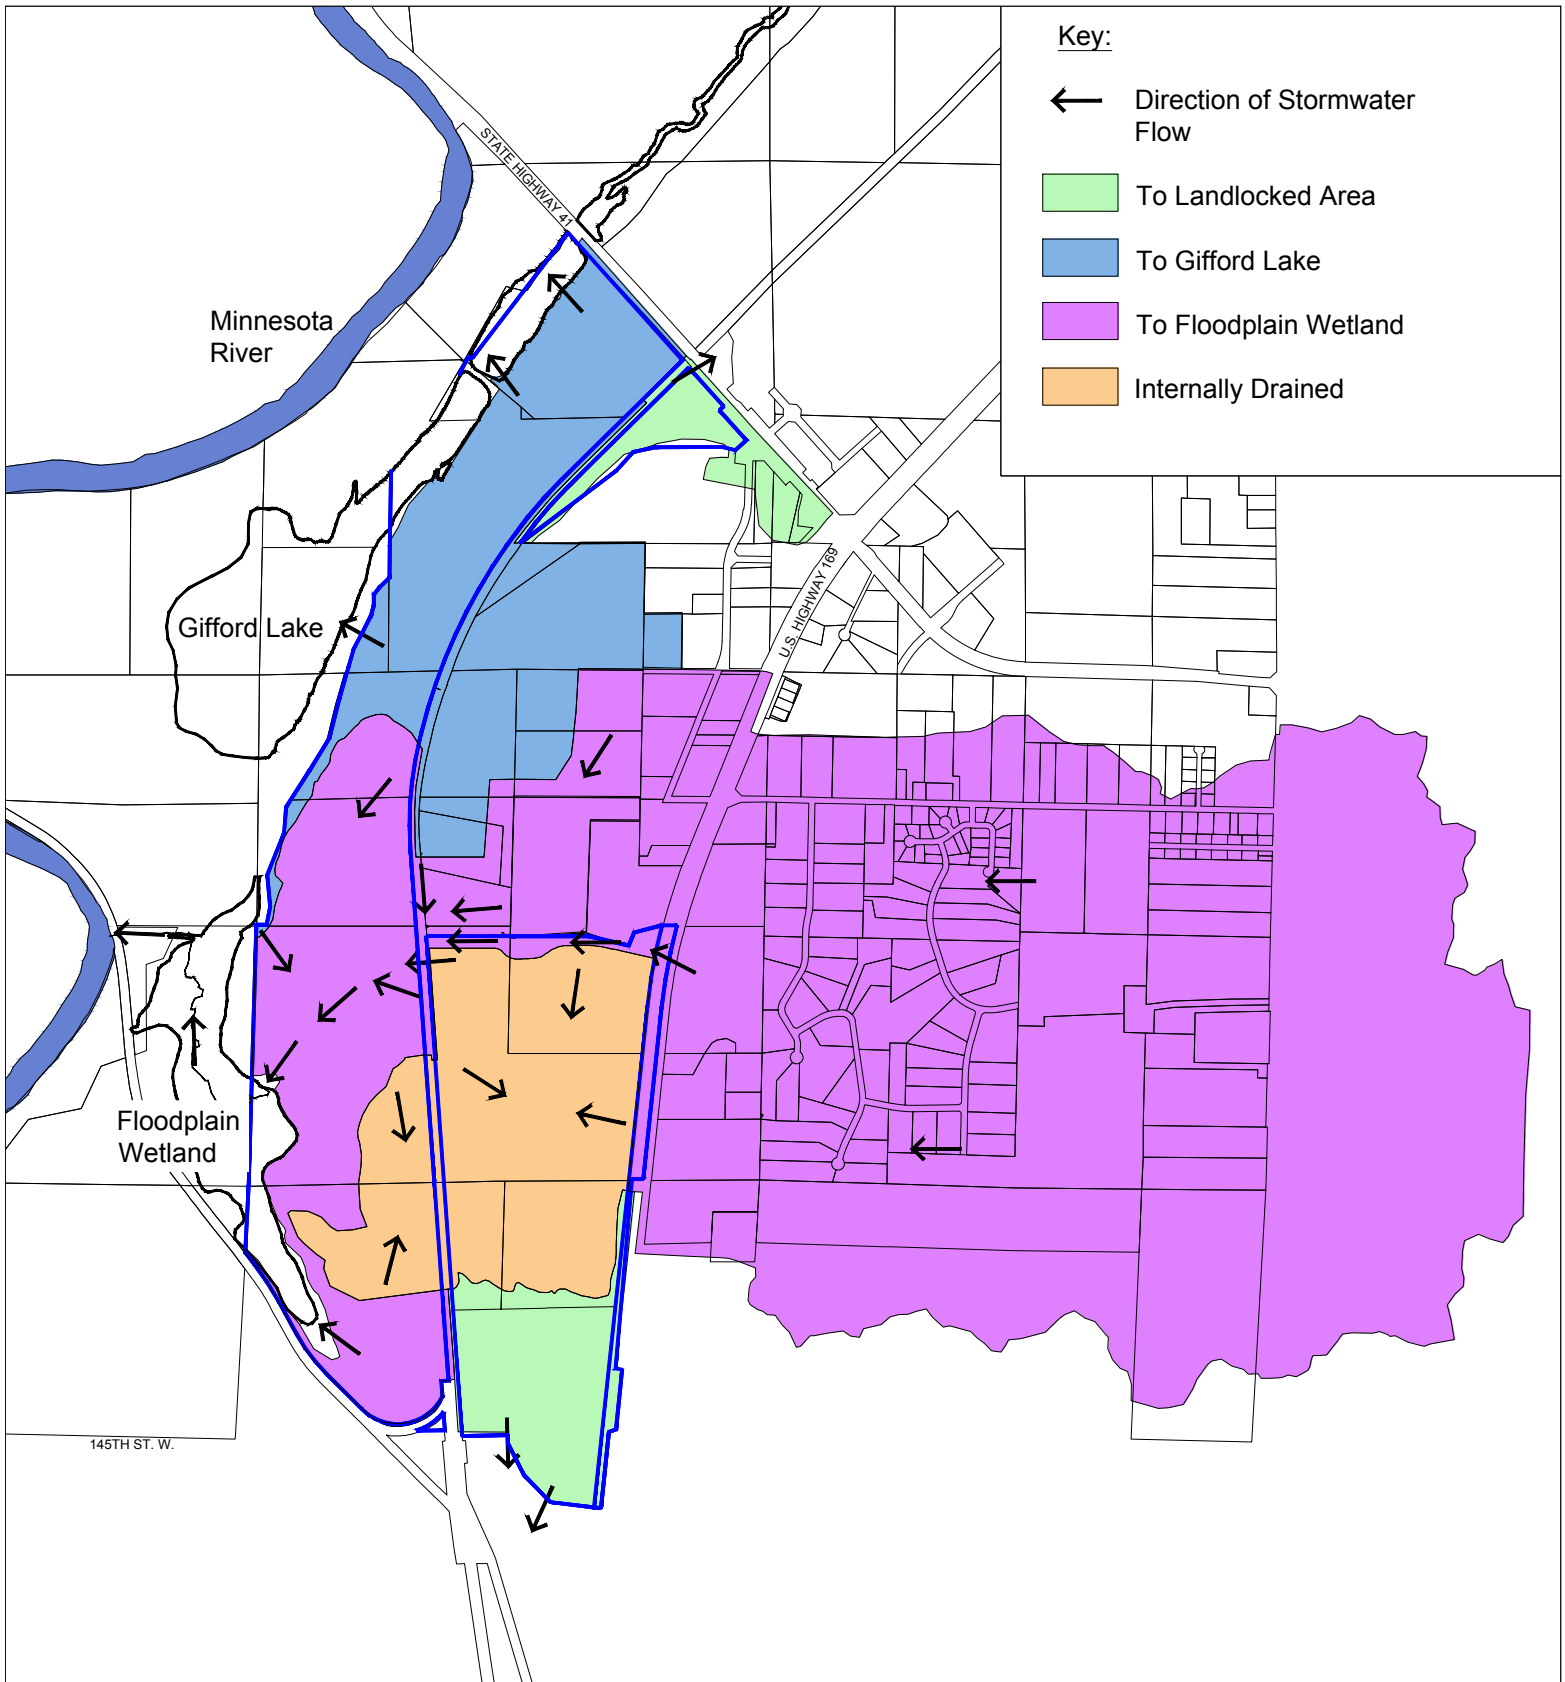 Key:
Direction of Stormwater
Flow
To Landlocked Area
To Gifford Lake
To Floodplain Wetland
Internally Drained
STATE HIGHWAY 41
Minnesota
River
U.S. HIGHWAY 169
Gifford Lake
Floodplain
Wetland
145TH ST. W.